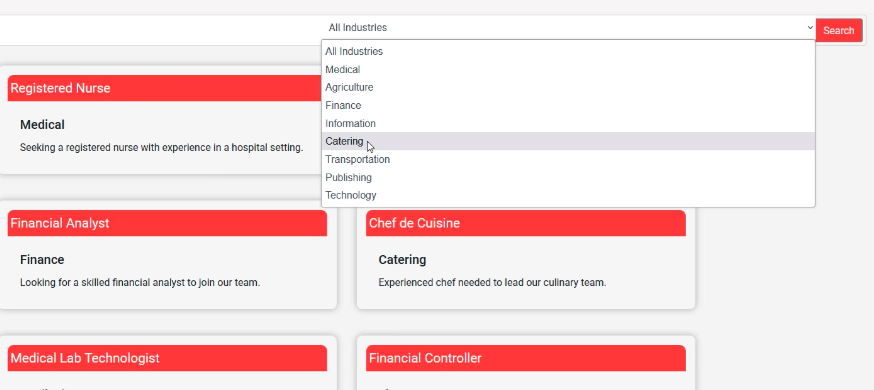 All Industries
Search
All Industries
Medical
Agriculture
Finance
Information
Catering
Transportation
Publishing
Technology
Registered Nurse
Medical
Seeking a registered nurse with experience in a hospital setting.
Financial Analyst
Finance
Looking for a skilled financial analyst to join our team.
Chef de Cuisine
Catering
Experienced chef needed to lead our culinary team.
Medical Lab Technologist
Financial Controller